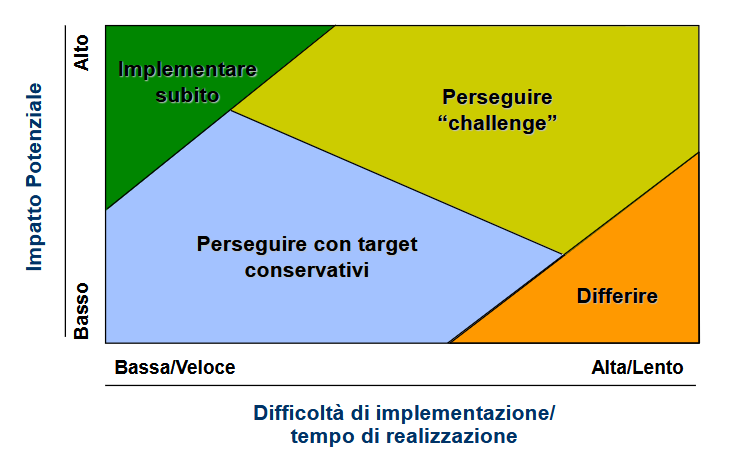 Alto
Impatto Potenziale
Basso
Implementare
subito
Perseguire
“challenge”
Perseguire con target
conservativi
Differire
Bassa/Veloce
Alta/Lento
Difficoltà di implementazione/
tempo di realizzazione